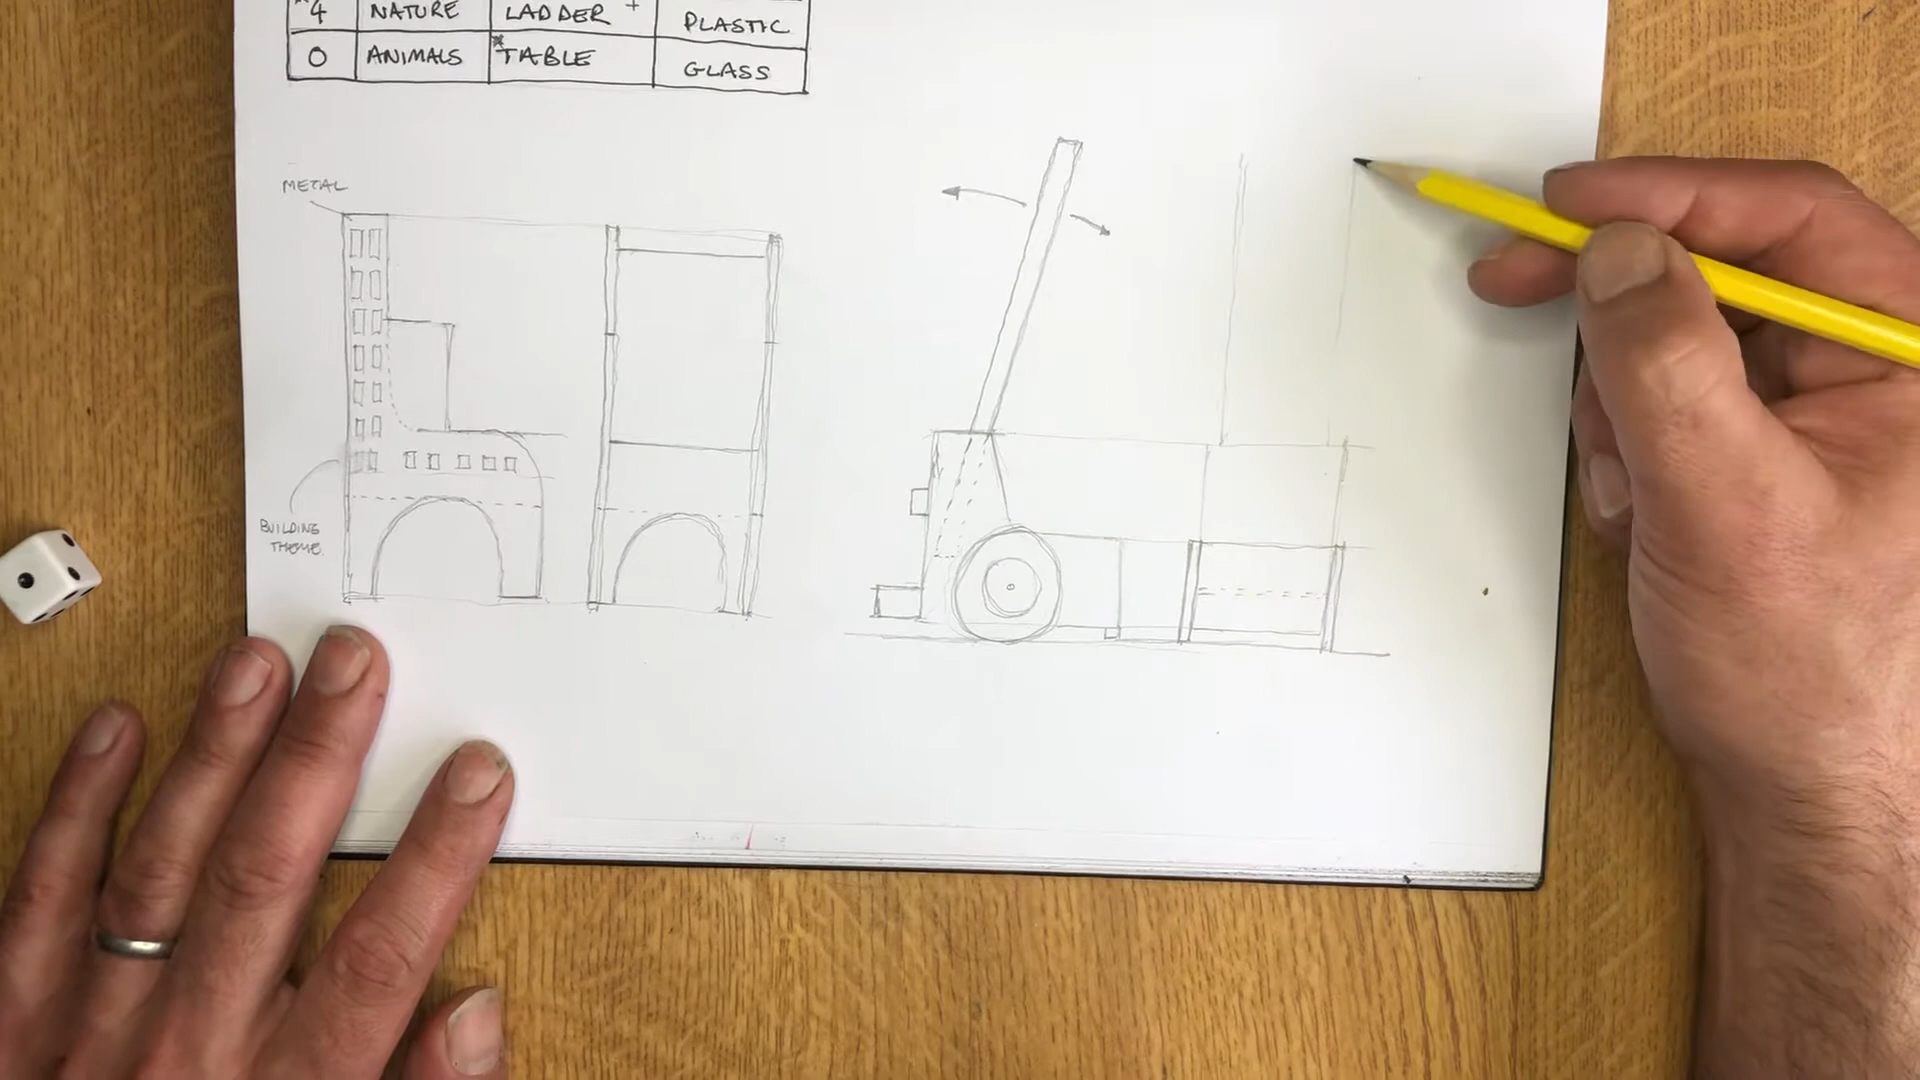 4 NATURE LADDER + PLASTIC
0 ANIMALS *TABLE GLASS
METAL
BUILDING
THEME